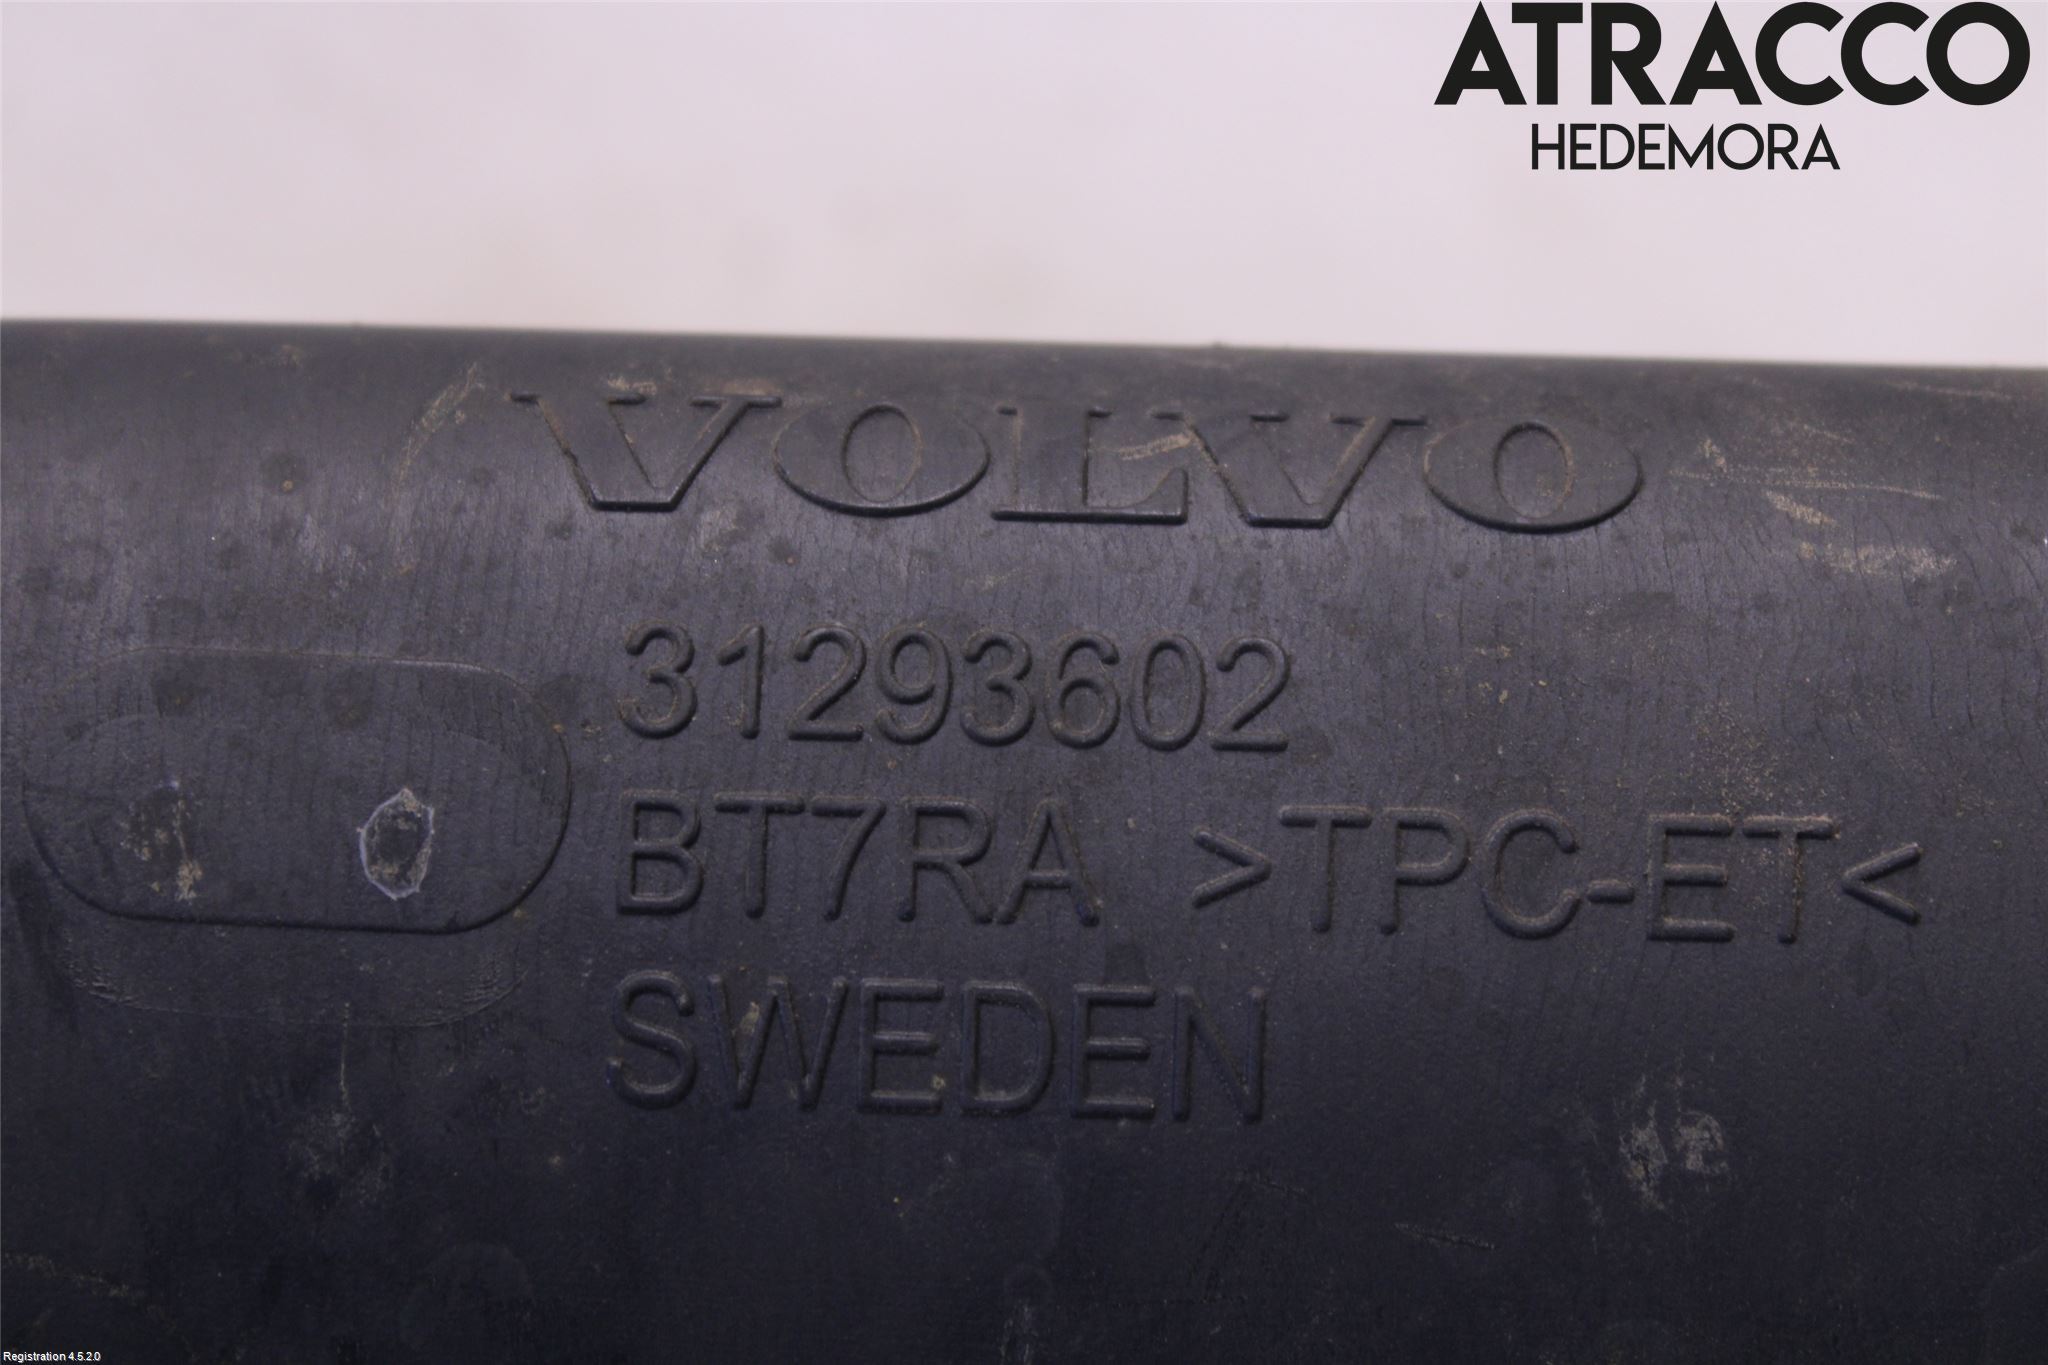 ATRACCO
HEDEMORA
VOLVO
31293602
BT7RA >TPC-ET<
SWEDEN
Registration 4.5.2.0